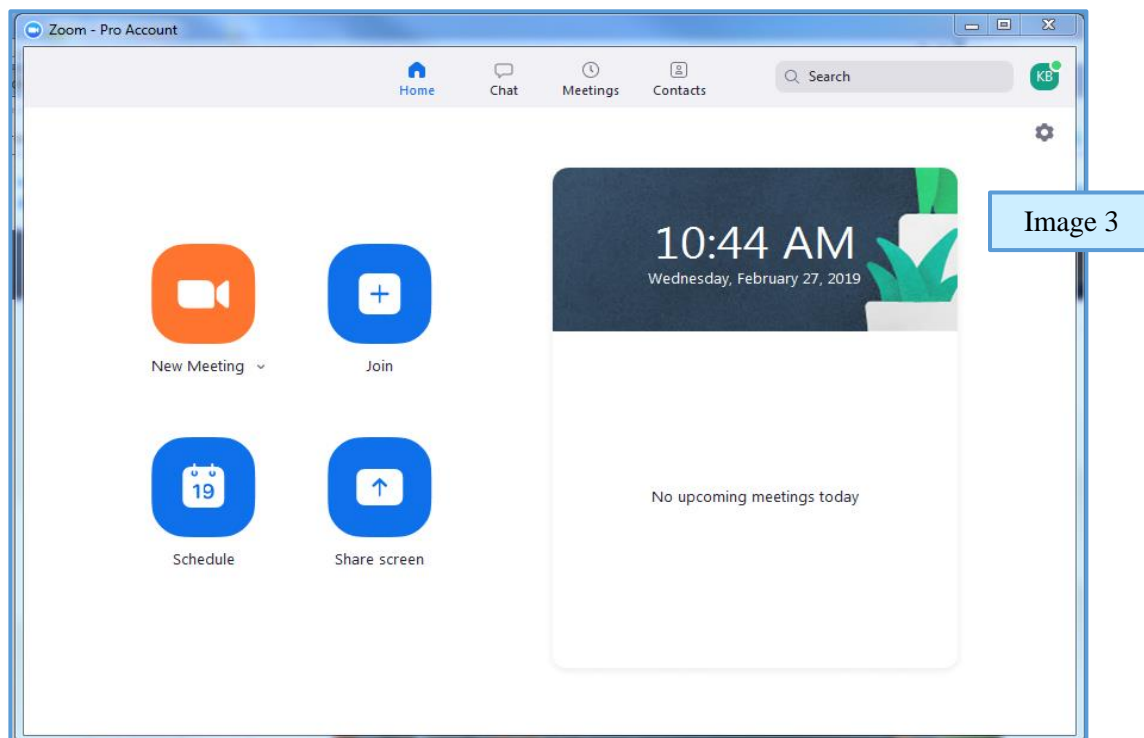 Zoom - Pro Account
Home Chat Meetings Contacts Search KB
Image 3
10:44 AM
Wednesday, February 27, 2019
New Meeting Join
19
Schedule Share screen
No upcoming meetings today